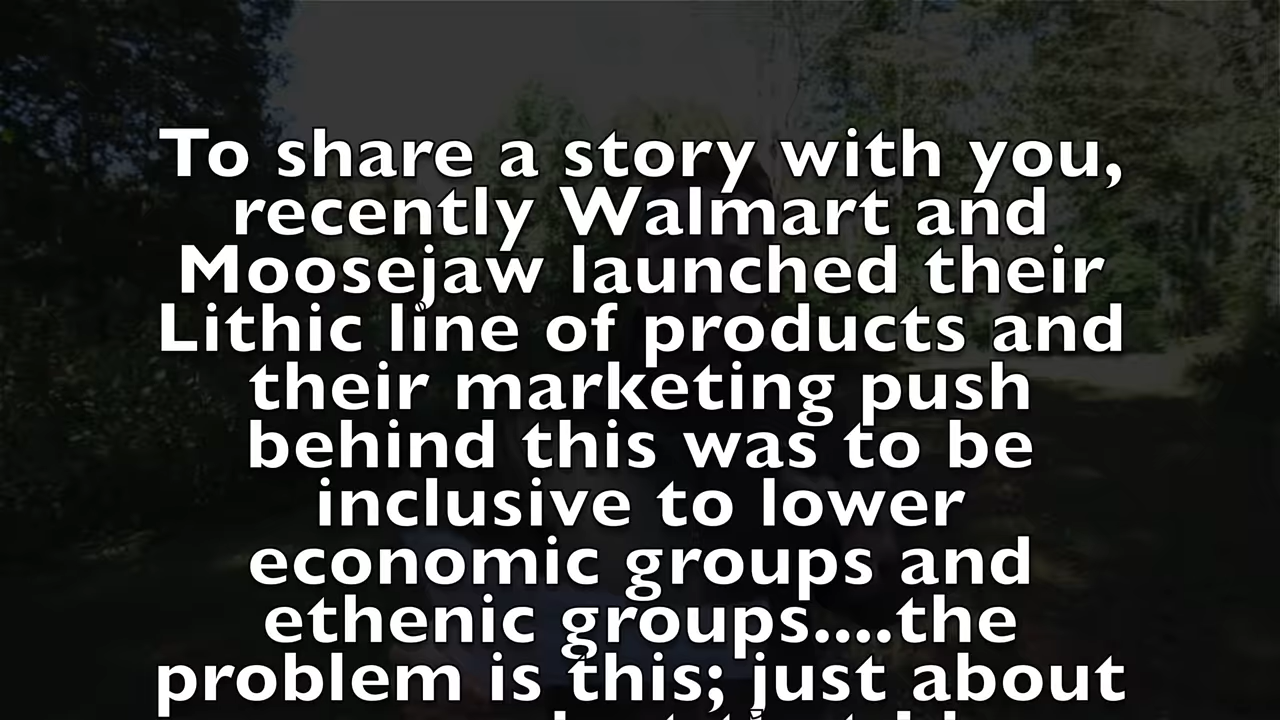 To share a story with you,
recently Walmart and
Moosejaw launched their
Lithic line of products and
their marketing push
behind this was to be
inclusive to lower
economic groups and
ethenic groups....the
problem is this; just about